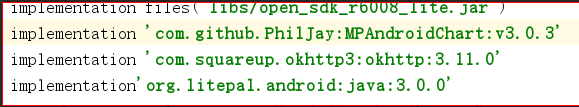 implementation files('libs/open_sdk_r6008_lite.jar')
implementation 'com.github.PhilJay:MPAndroidChart:v3.0.3'
implementation 'com.squareup.okhttp3:okhttp:3.11.0'
implementation'org.litepal.android:java:3.0.0'